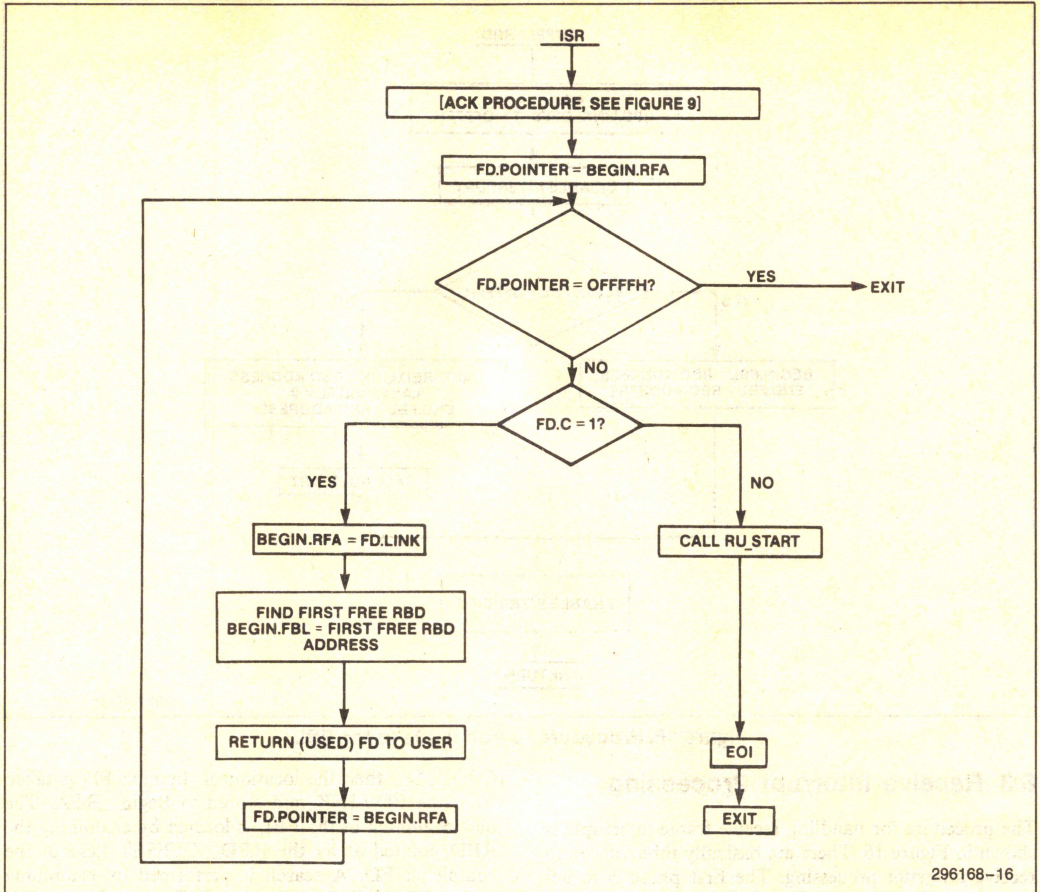 ISR
[ACK PROCEDURE, SEE FIGURE 9]
FD.POINTER = BEGIN.RFA
FD.POINTER = OFFFFH?
YES
EXIT
NO
FD.C = 1?
YES
NO
BEGIN.RFA = FD.LINK
CALL RU_START
FIND FIRST FREE RBD
BEGIN.FBL = FIRST FREE RBD
ADDRESS
RETURN (USED) FD TO USER
EOI
FD.POINTER = BEGIN.RFA
EXIT
296168–16